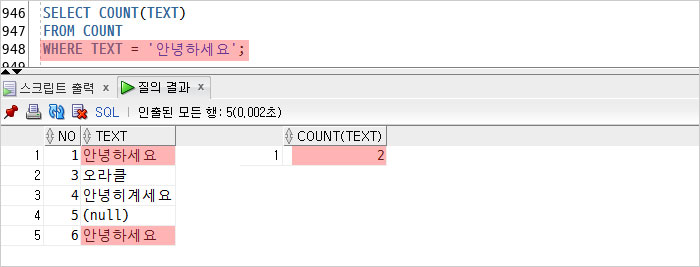 946 SELECT COUNT(TEXT)
947 FROM COUNT
948 WHERE TEXT = '안녕하세요';
949
스크립트 출력 x 질의 결과 x
SQL | 인출된 모든 행: 5(0,002초)
NO TEXT
1 1 안녕하세요
2 3 오라클
3 4 안녕히계세요
4 5 (null)
5 6 안녕하세요
COUNT(TEXT)
1 2